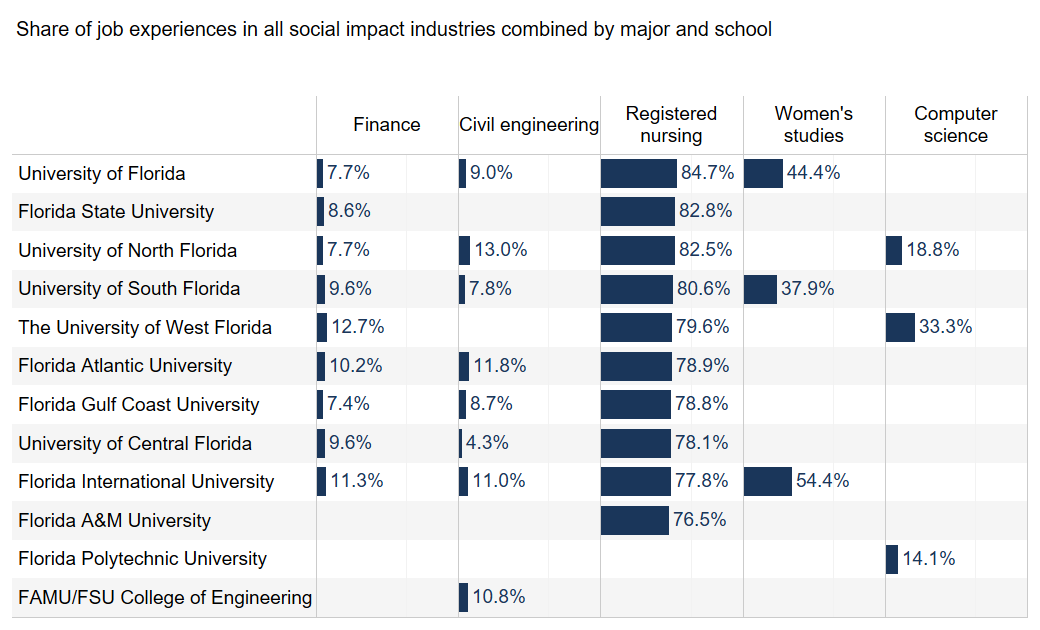 Share of job experiences in all social impact industries combined by major and school
Finance
Civil engineering
Registered
nursing
Women's
studies
Computer
science
University of Florida 7.7% 9.0% 84.7% 44.4%
Florida State University 8.6% 82.8%
University of North Florida 7.7% 13.0% 82.5% 18.8%
University of South Florida 9.6% 7.8% 80.6% 37.9%
The University of West Florida 12.7% 79.6% 33.3%
Florida Atlantic University 10.2% 11.8% 78.9%
Florida Gulf Coast University 7.4% 8.7% 78.8%
University of Central Florida 9.6% 4.3% 78.1%
Florida International University 11.3% 11.0% 77.8% 54.4%
Florida A&M University 76.5%
Florida Polytechnic University 14.1%
FAMU/FSU College of Engineering 10.8%